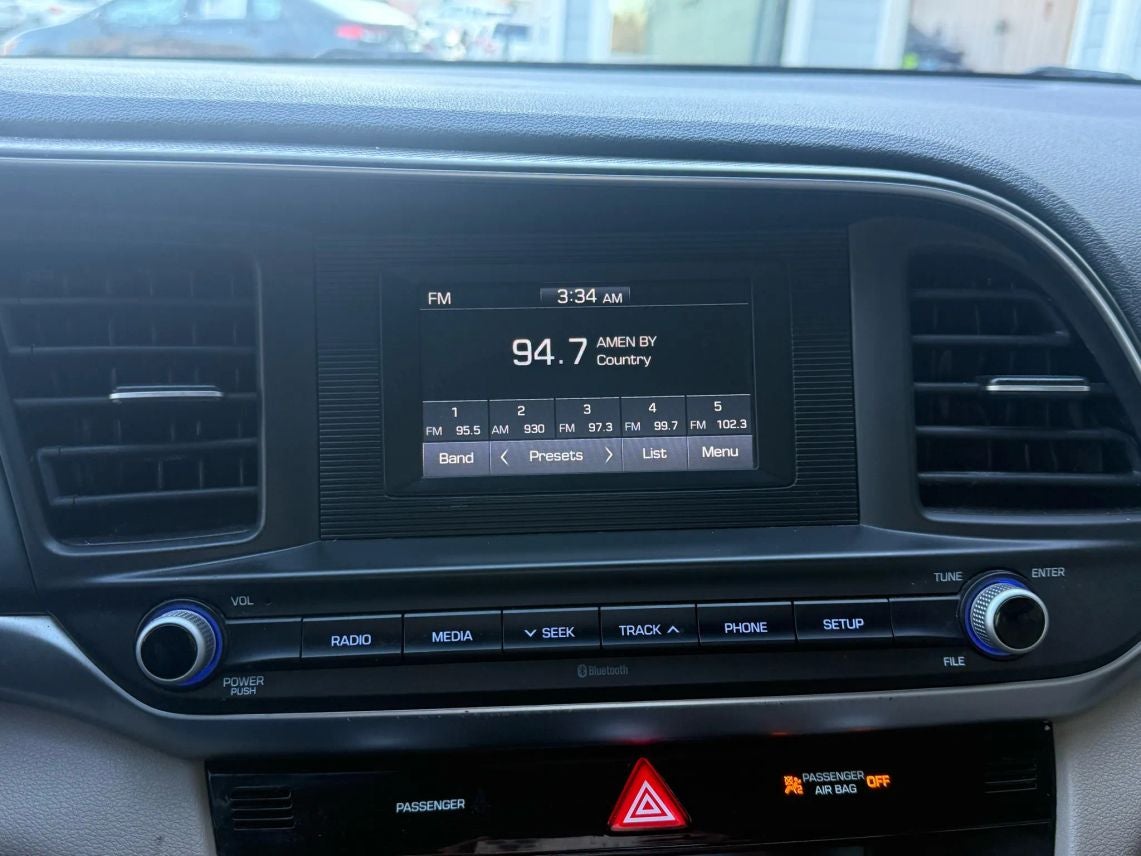 FM 3:34 AM
94.7 AMEN BY
Country
1 2 3 4 5
FM 95.5 AM 930 FM 97.3 FM 99.7 FM 102.3
Band < Presets > List Menu
VOL TUNE ENTER
RADIO MEDIA SEEK TRACK PHONE SETUP
POWER
PUSH
Bluetooth
FILE
PASSENGER
PASSENGER
AIR BAG OFF